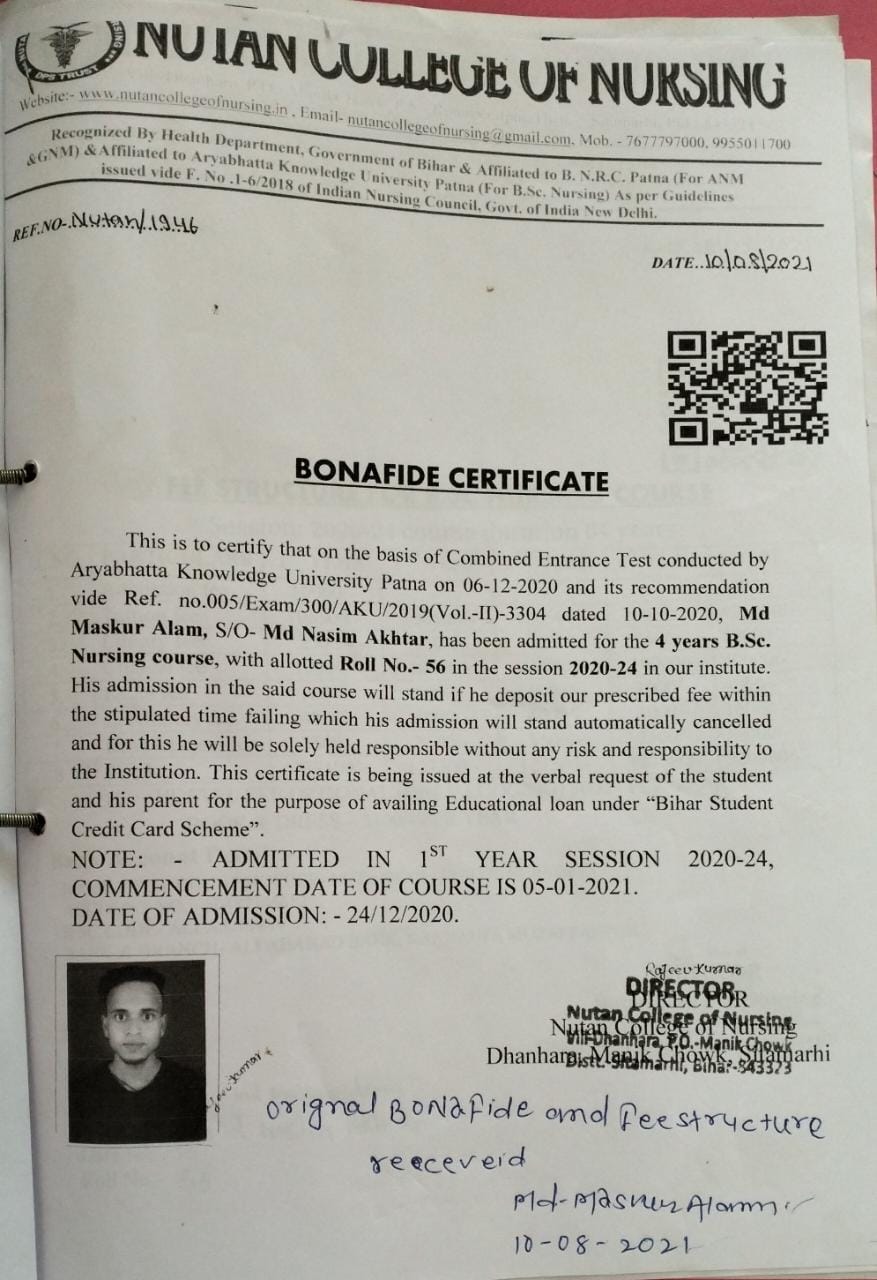 DPS TRUST
NUTAN COLLEGE OF NURSING
Website:- www.nutancollegeofnursing.in , Email- nutancollegeofnursing@gmail.com, Mob. - 7677797000, 9955011700
Recognized By Health Department, Government of Bihar & Affiliated to B. N.R.C. Patna (For ANM
&GNM) &Affiliated to Aryabhatta Knowledge University Patna (For B.Sc. Nursing) As per Guidelines
issued vide F. No .1-6/2018 of Indian Nursing Council, Govt. of India New Delhi.
REF.NO-.Nutan/1946
DATE..10/08/2021
BONAFIDE CERTIFICATE
This is to certify that on the basis of Combined Entrance Test conducted by
Aryabhatta Knowledge University Patna on 06-12-2020 and its recommendation
vide Ref. no.005/Exam/300/AKU/2019(Vol.-II)-3304 dated 10-10-2020, Md
Maskur Alam, S/O- Md Nasim Akhtar, has been admitted for the 4 years B.Sc.
Nursing course, with allotted Roll No.- 56 in the session 2020-24 in our institute.
His admission in the said course will stand if he deposit our prescribed fee within
the stipulated time failing which his admission will stand automatically cancelled
and for this he will be solely held responsible without any risk and responsibility to
the Institution. This certificate is being issued at the verbal request of the student
and his parent for the purpose of availing Educational loan under “Bihar Student
Credit Card Scheme”.
NOTE: - ADMITTED IN 1ST YEAR SESSION 2020-24,
COMMENCEMENT DATE OF COURSE IS 05-01-2021.
DATE OF ADMISSION: - 24/12/2020.
Rajeev Kumar
DIRECTOR
DIRECTOR
Nutan College of Nursing
Nutan College of Nursing
Vill-Dhanhara, P.O.-Manik Chowk
Dhanhara, Manik Chowk, Sitamarhi
Distt.-Sitamarhi, Bihar-843323
orignal BONafide and fee structure
reaceveid
Md-Maskur Alam
10-08-2021